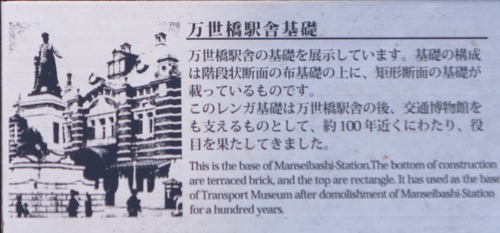 万世橋駅舎基礎
万世橋駅舎の基礎を展示しています。基礎の構成
は階段状断面の布基礎の上に、矩形断面の基礎が
載っているものです。
このレンガ基礎は万世橋駅舎の後、交通博物館を
も支えるものとして、約100年近くにわたり、役
目を果たしてきました。
This is the base of Manseibashi-Station.The bottom of construction
are terraced brick, and the top are rectangle. It has used as the base
of Transport Museum after domolishment of Manseibashi-Station
for a hundred years.